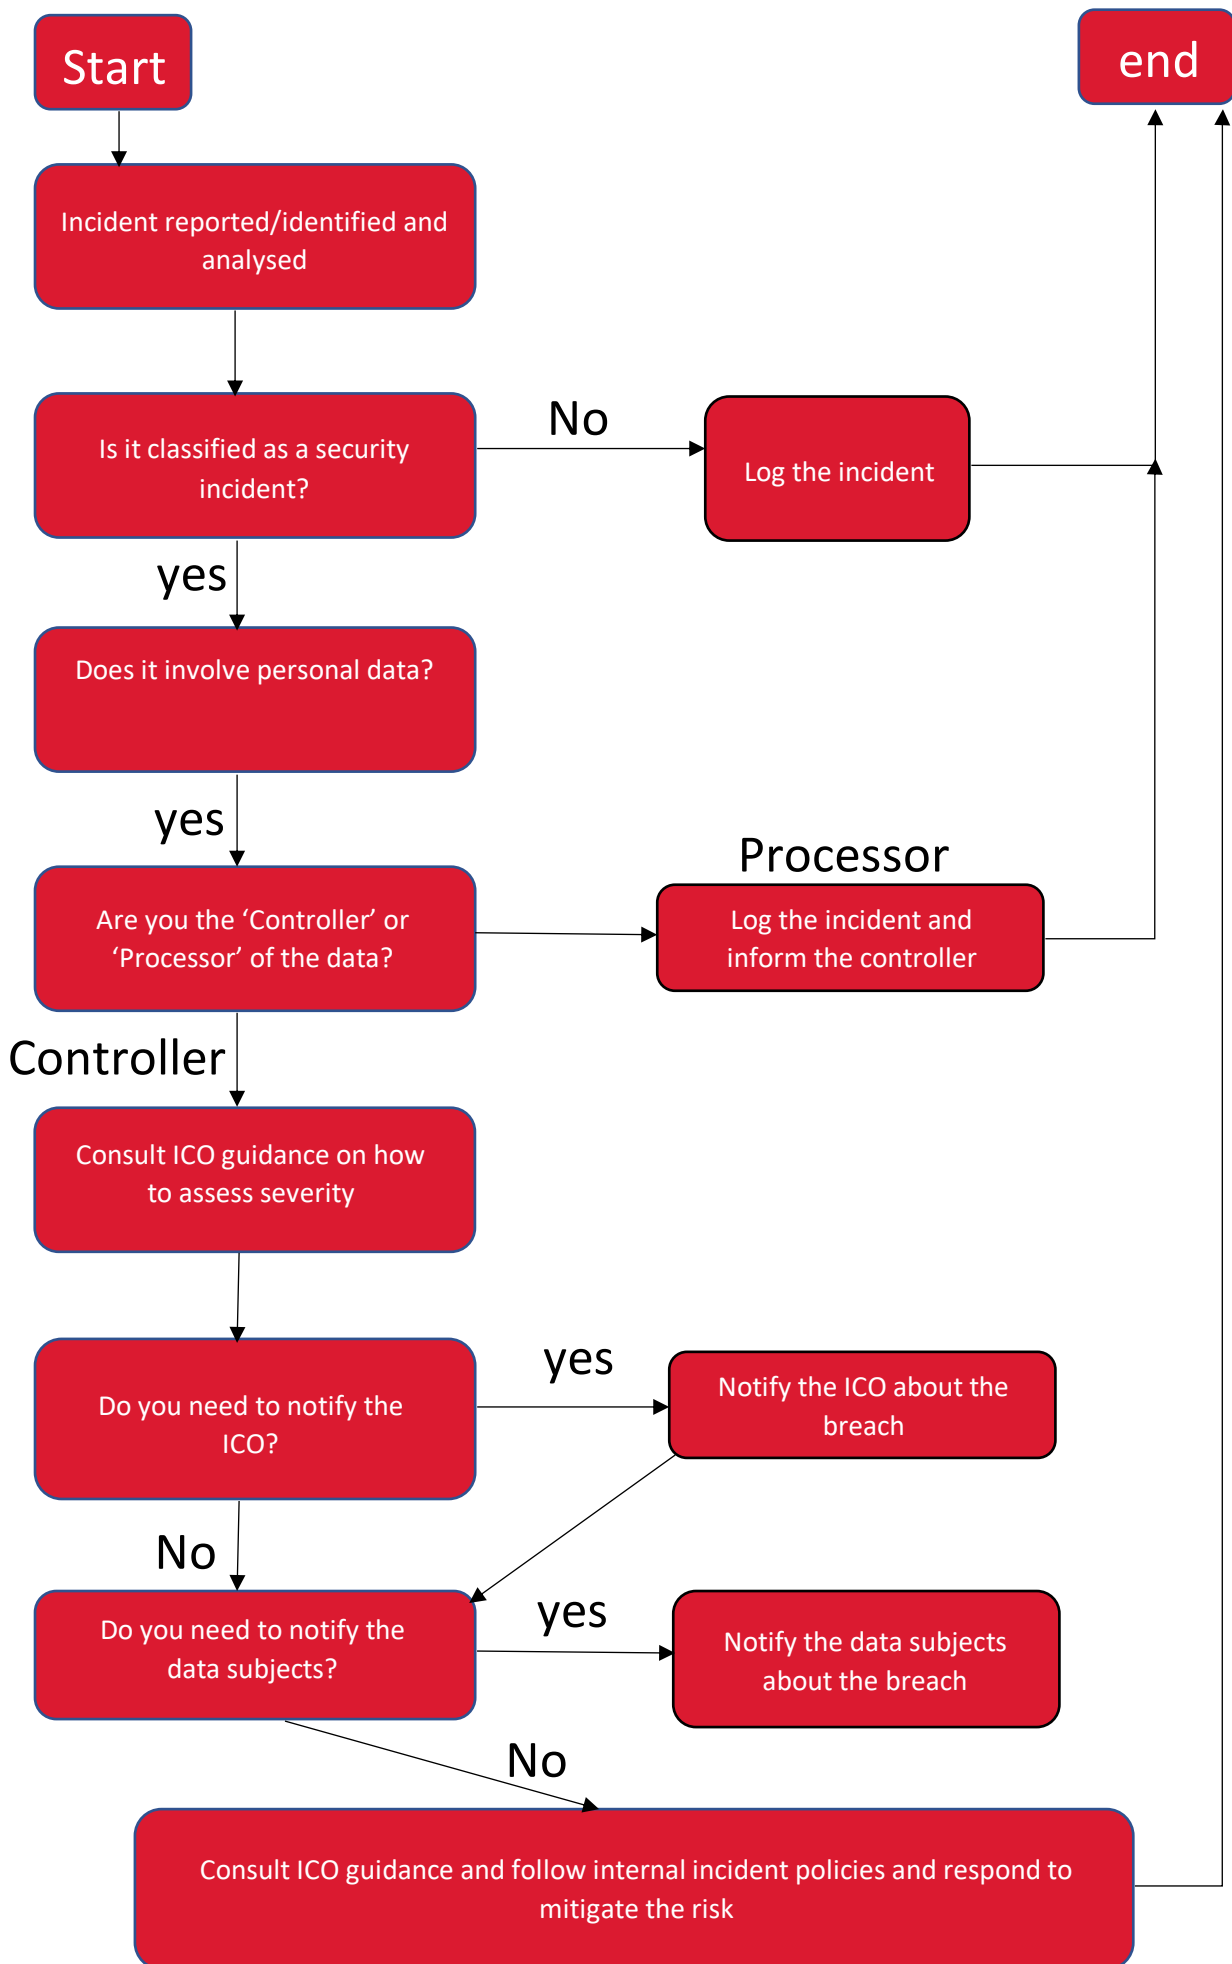 Start
end
Incident reported/identified and
analysed
Is it classified as a security
incident?
No
Log the incident
yes
Does it involve personal data?
yes
Are you the ‘Controller’ or
‘Processor’ of the data?
Processor
Log the incident and
inform the controller
Controller
Consult ICO guidance on how
to assess severity
Do you need to notify the
ICO?
yes
Notify the ICO about the
breach
No
Do you need to notify the
data subjects?
yes
Notify the data subjects
about the breach
No
Consult ICO guidance and follow internal incident policies and respond to
mitigate the risk